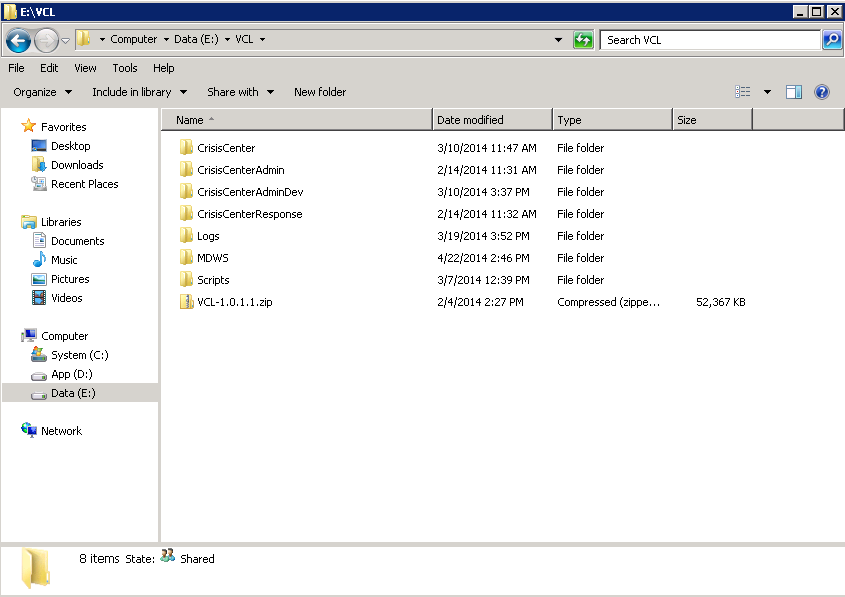 E:\VCL
Computer Data (E:) VCL Search VCL
File Edit View Tools Help
Organize Include in library Share with New folder
Name Date modified Type Size
Favorites
Desktop
Downloads
Recent Places
Libraries
Documents
Music
Pictures
Videos
Computer
System (C:)
App (D:)
Data (E:)
Network
CrisisCenter 3/10/2014 11:47 AM File folder
CrisisCenterAdmin 2/14/2014 11:31 AM File folder
CrisisCenterAdminDev 3/10/2014 3:37 PM File folder
CrisisCenterResponse 2/14/2014 11:32 AM File folder
Logs 3/19/2014 3:52 PM File folder
MDWS 4/22/2014 2:46 PM File folder
Scripts 3/7/2014 12:39 PM File folder
VCL-1.0.1.1.zip 2/4/2014 2:27 PM Compressed (zippe... 52,367 KB
8 items State: Shared